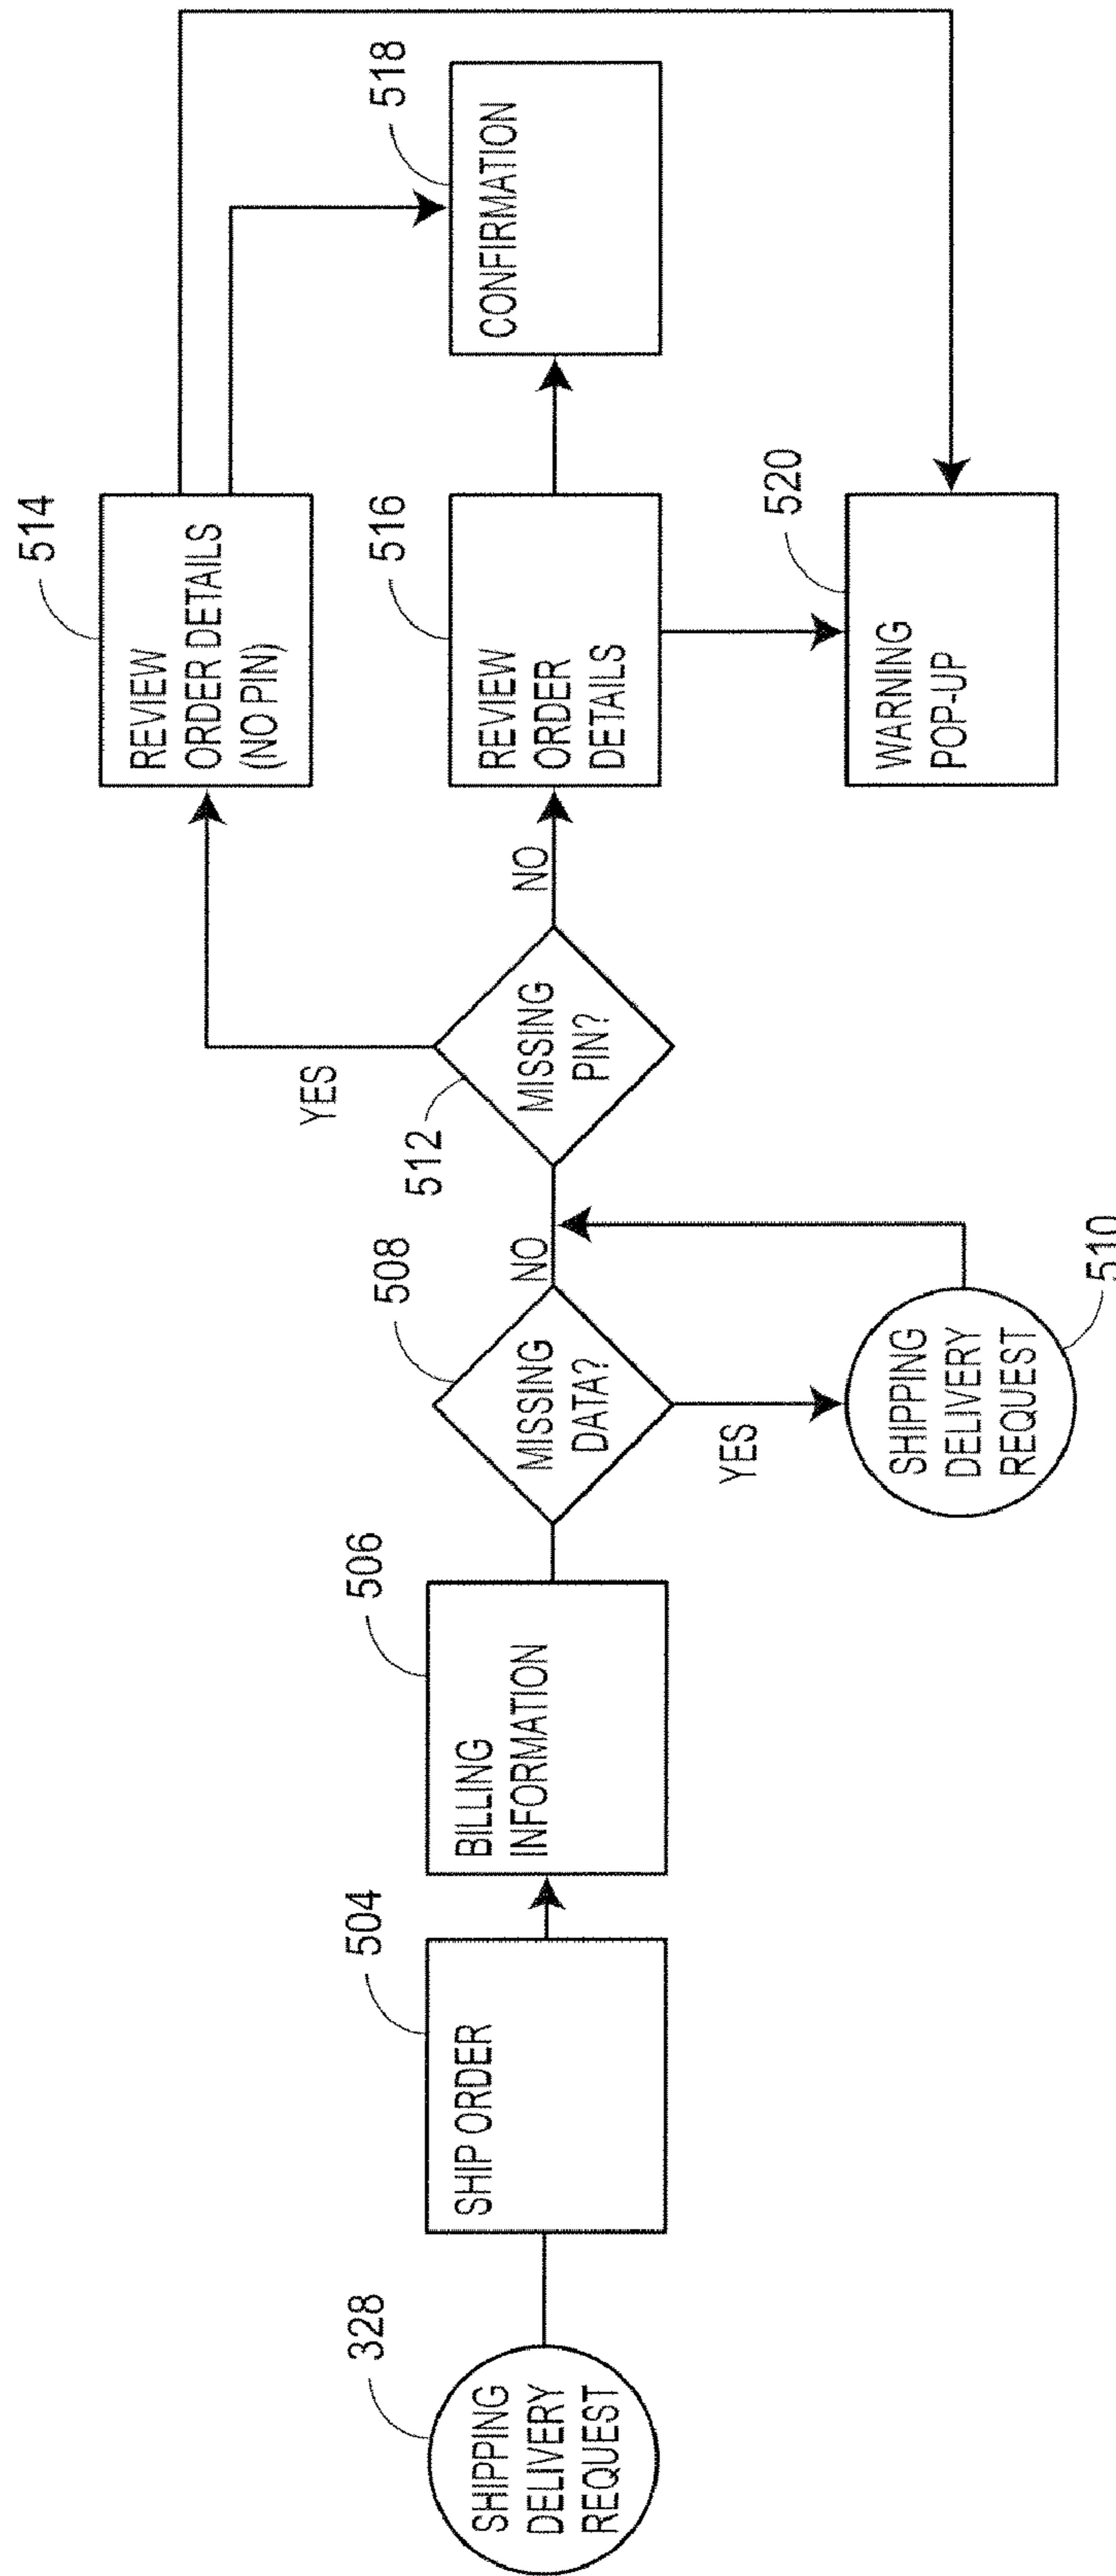 328
SHIPPING
DELIVERY
REQUEST
504
SHIP ORDER
506
BILLING
INFORMATION
508
MISSING
DATA?
NO
YES
510
SHIPPING
DELIVERY
REQUEST
512
MISSING
PIN?
YES
NO
514
REVIEW
ORDER DETAILS
(NO PIN)
516
REVIEW
ORDER
DETAILS
518
CONFIRMATION
520
WARNING
POP-UP